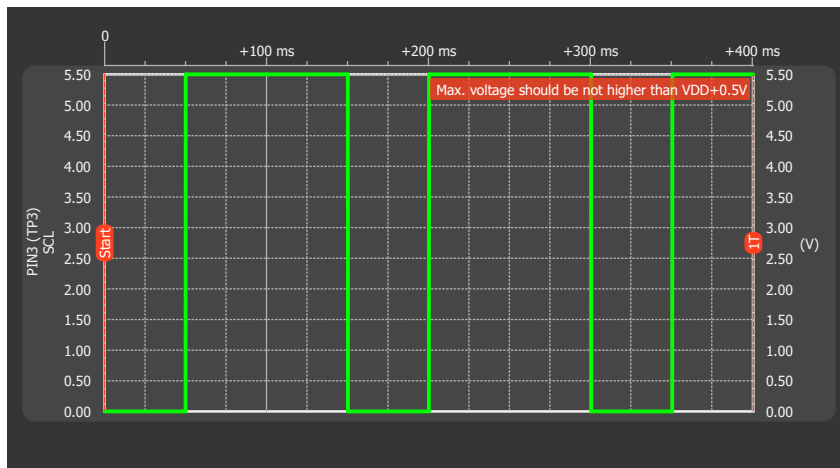 0
+100 ms
+200 ms
+300 ms
+400 ms
5.50
5.00
4.50
4.00
3.50
3.00
2.50
2.00
1.50
1.00
0.50
0.00
PIN3 (TP3)
SCL
Start
Max. voltage should be not higher than VDD+0.5V
1T
5.50
5.00
4.50
4.00
3.50
3.00
2.50
2.00
1.50
1.00
0.50
0.00
(V)